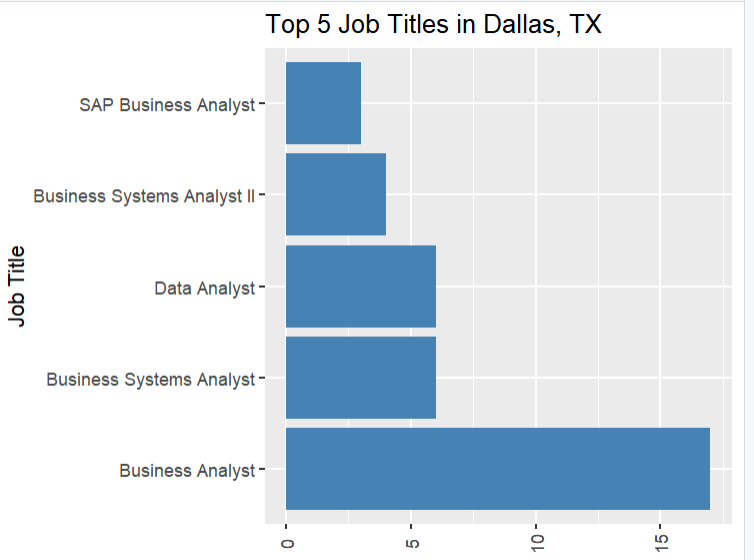 Top 5 Job Titles in Dallas, TX
SAP Business Analyst
Business Systems Analyst II
Data Analyst
Business Systems Analyst
Business Analyst
Job Title
0
5
10
15